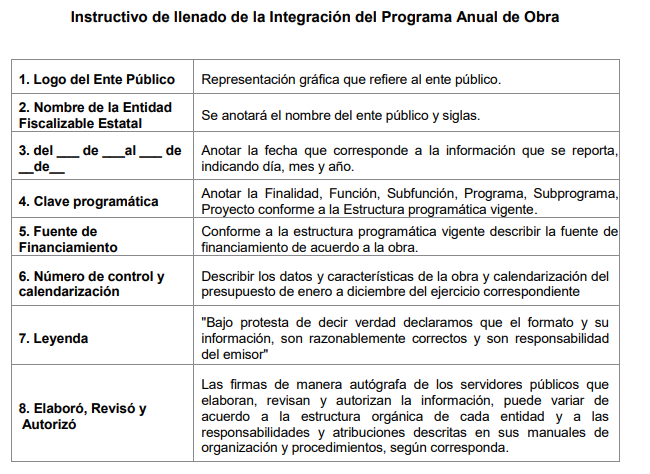 Instructivo de llenado de la Integración del Programa Anual de Obra
1. Logo del Ente Público
Representación gráfica que refiere al ente público.
2. Nombre de la Entidad
Fiscalizable Estatal
Se anotará el nombre del ente público y siglas.
3. del ___ de ___al ___ de
__de__
Anotar la fecha que corresponde a la información que se reporta,
indicando día, mes y año.
4. Clave programática
Anotar la Finalidad, Función, Subfunción, Programa, Subprograma,
Proyecto conforme a la Estructura programática vigente.
5. Fuente de
Financiamiento
Conforme a la estructura programática vigente describir la fuente de
financiamiento de acuerdo a la obra.
6. Número de control y
calendarización
Describir los datos y características de la obra y calendarización del
presupuesto de enero a diciembre del ejercicio correspondiente
7. Leyenda
"Bajo protesta de decir verdad declaramos que el formato y su
información, son razonablemente correctos y son responsabilidad
del emisor"
8. Elaboró, Revisó y
Autorizó
Las firmas de manera autógrafa de los servidores públicos que
elaboran, revisan y autorizan la información, puede variar de
acuerdo a la estructura orgánica de cada entidad y a las
responsabilidades y atribuciones descritas en sus manuales de
organización y procedimientos, según corresponda.